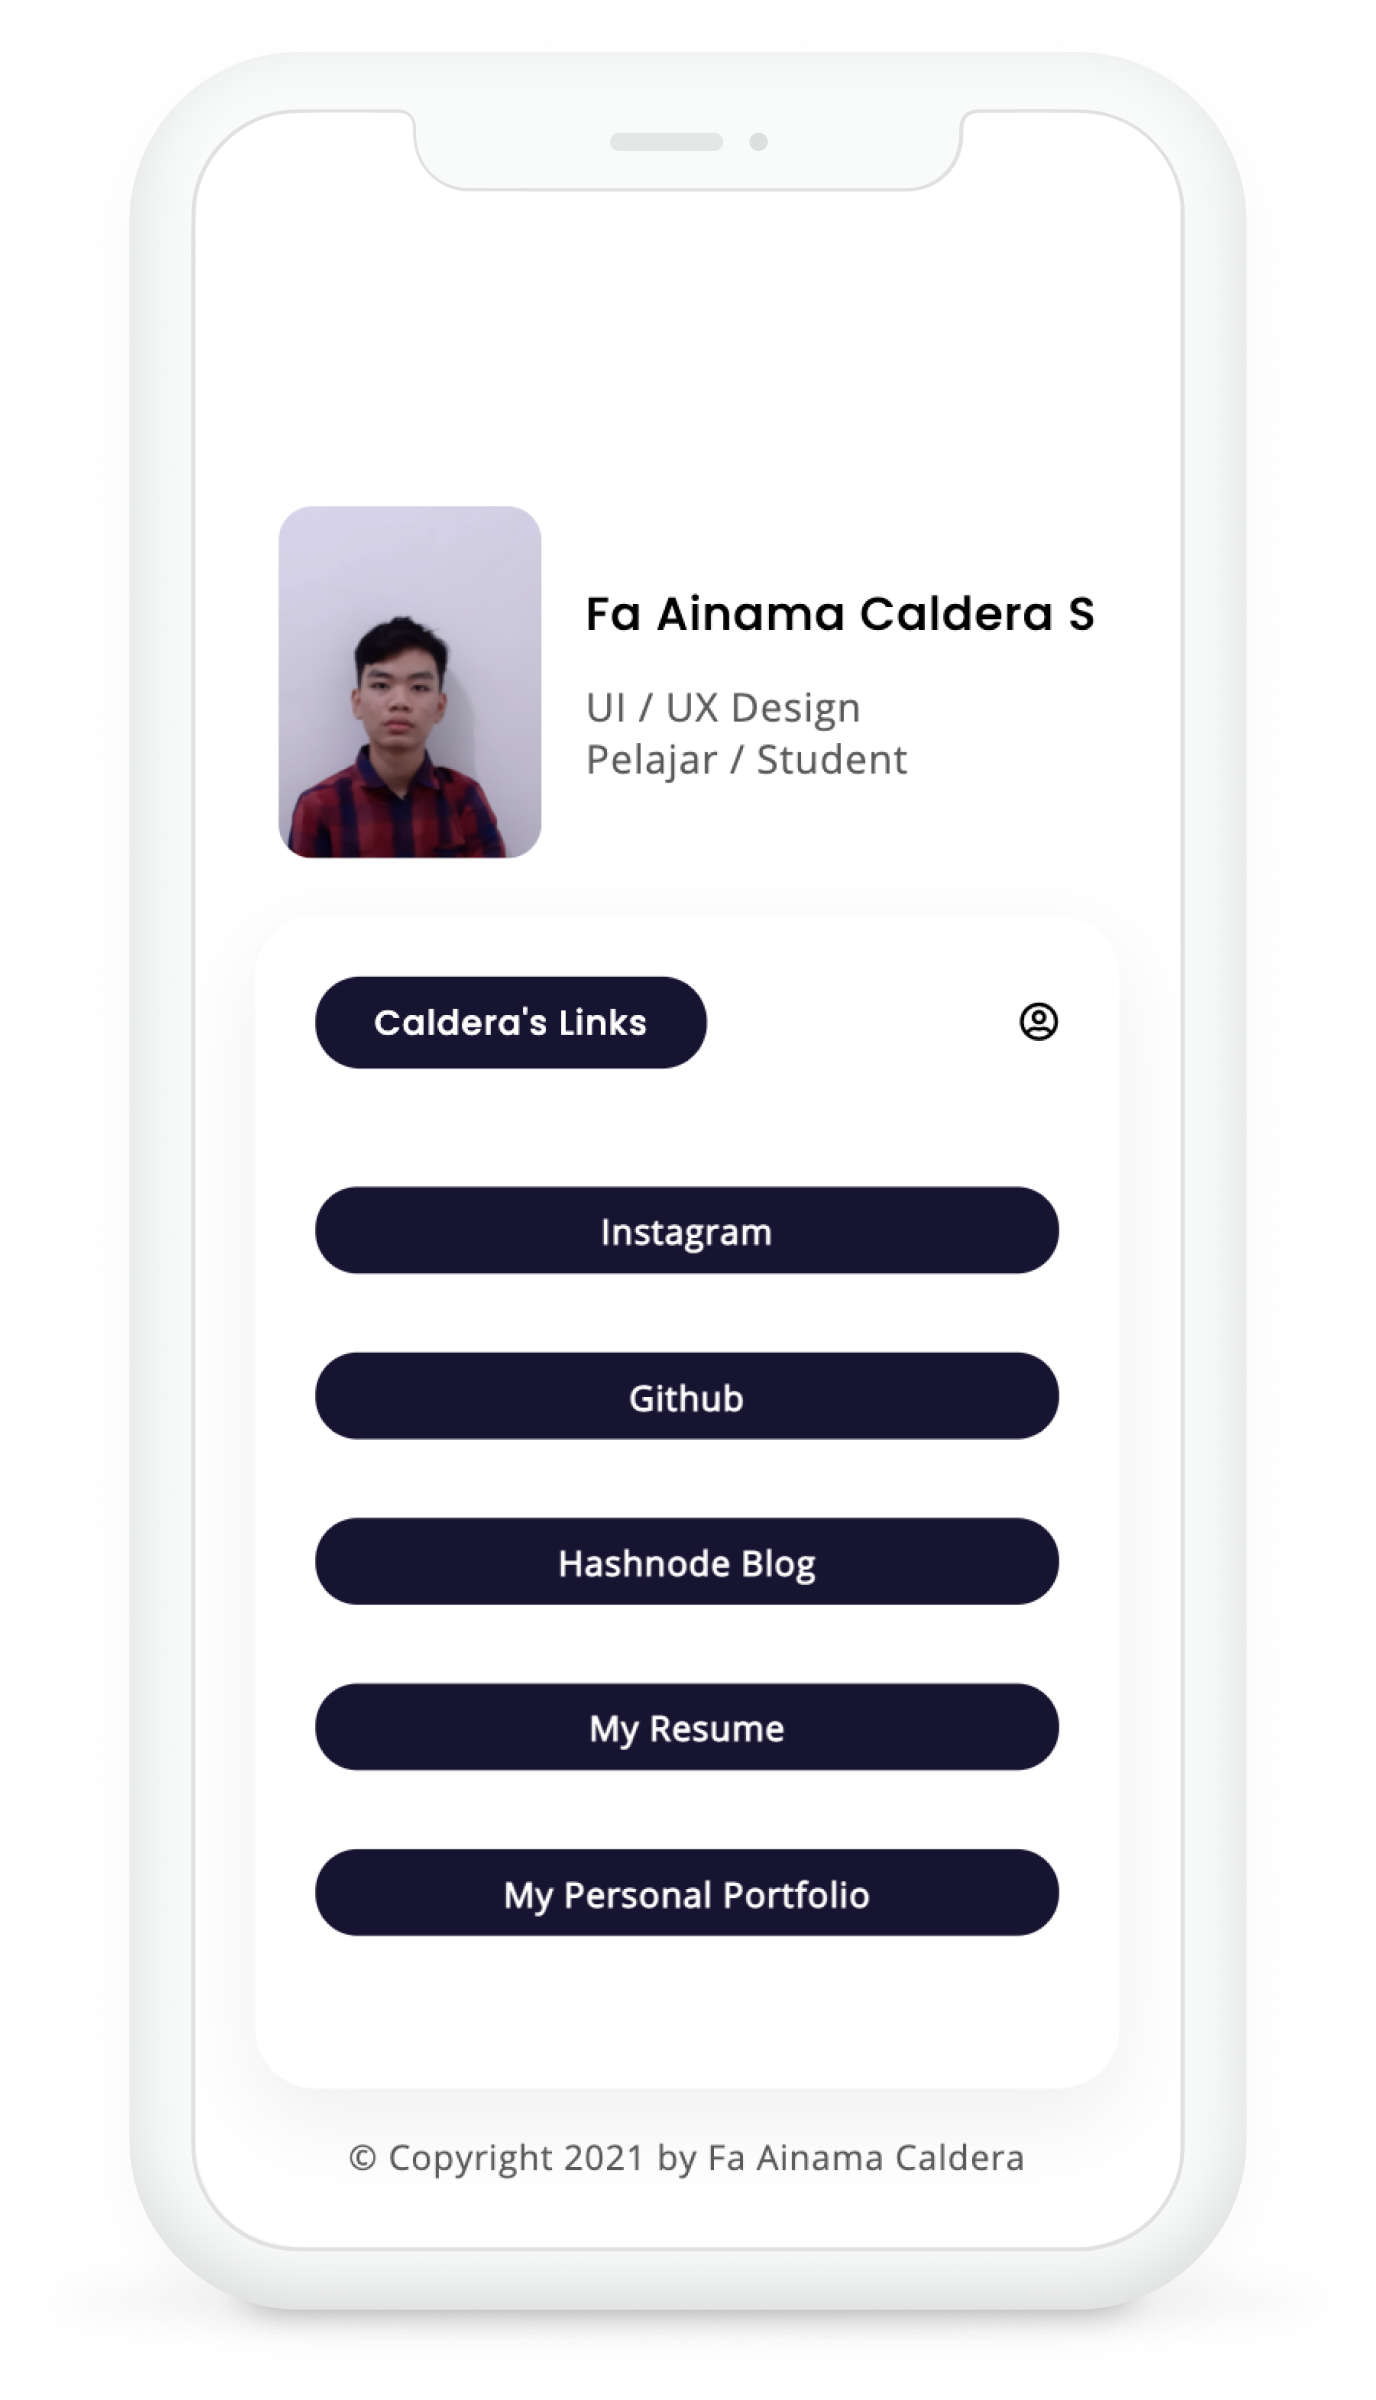 Fa Ainama Caldera S
UI / UX Design
Pelajar / Student
Caldera's Links
Instagram
Github
Hashnode Blog
My Resume
My Personal Portfolio
© Copyright 2021 by Fa Ainama Caldera